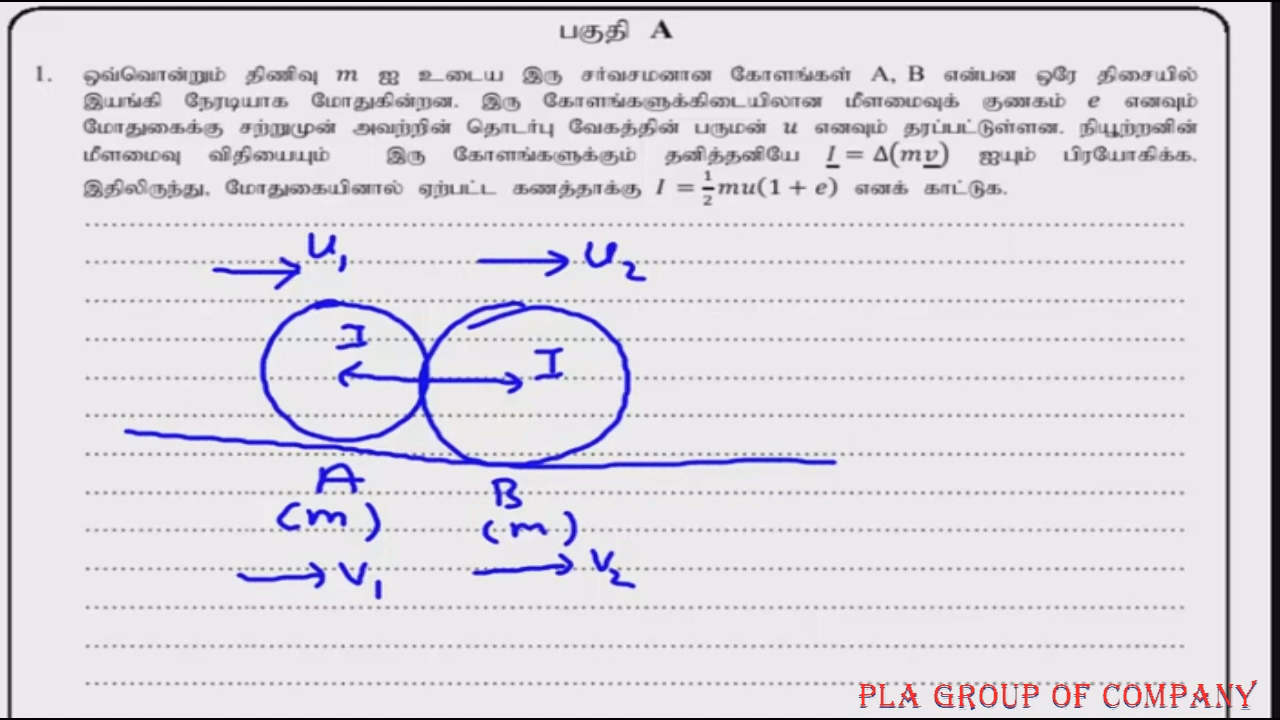 பகுதி A
1. ஒவ்வொன்றும் திணிவு m ஐ உடைய இரு சர்வசமனான கோளங்கள் A, B என்பன ஒரே திசையில்
இயங்கி நேரடியாக மோதுகின்றன. இரு கோளங்களுக்கிடையிலான மீளமைவுக் குணகம் e எனவும்
மோதுகைக்கு சற்றுமுன் அவற்றின் தொடர்பு வேகத்தின் பருமன் u எனவும் தரப்பட்டுள்ளன. நியூற்றனின்
மீளமைவு விதியையும் இரு கோளங்களுக்கும் தனித்தனியே I = Δ(mv) ஐயும் பிரயோகிக்க.
இதிலிருந்து, மோதுகையினால் ஏற்பட்ட கணத்தாக்கு I = 1/2 mu(1 + e) எனக் காட்டுக.
u₁ u₂
I I
A B
(m) (m)
v₁ v₂
PLA GROUP OF COMPANY